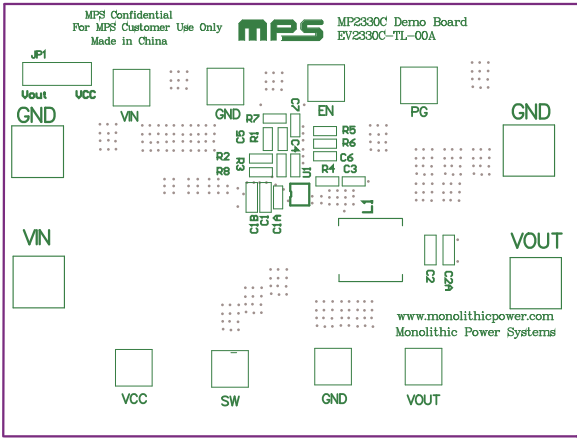 MPS Confidential
For MPS Customer Use Only
Made in China
mps
MP2330C Demo Board
EV2330C-TL-00A
JP1
Vout
VCC
VIN
GND
EN
PG
GND
GND
C7
R7
C5
R1
C4
R5
R6
C6
R2
R8
R3
U1
R4
C3
C1B
C1
C1A
L1
VIN
VOUT
C2
C2A
www.monolithicpower.com
Monolithic Power Systems
VCC
SW
GND
VOUT